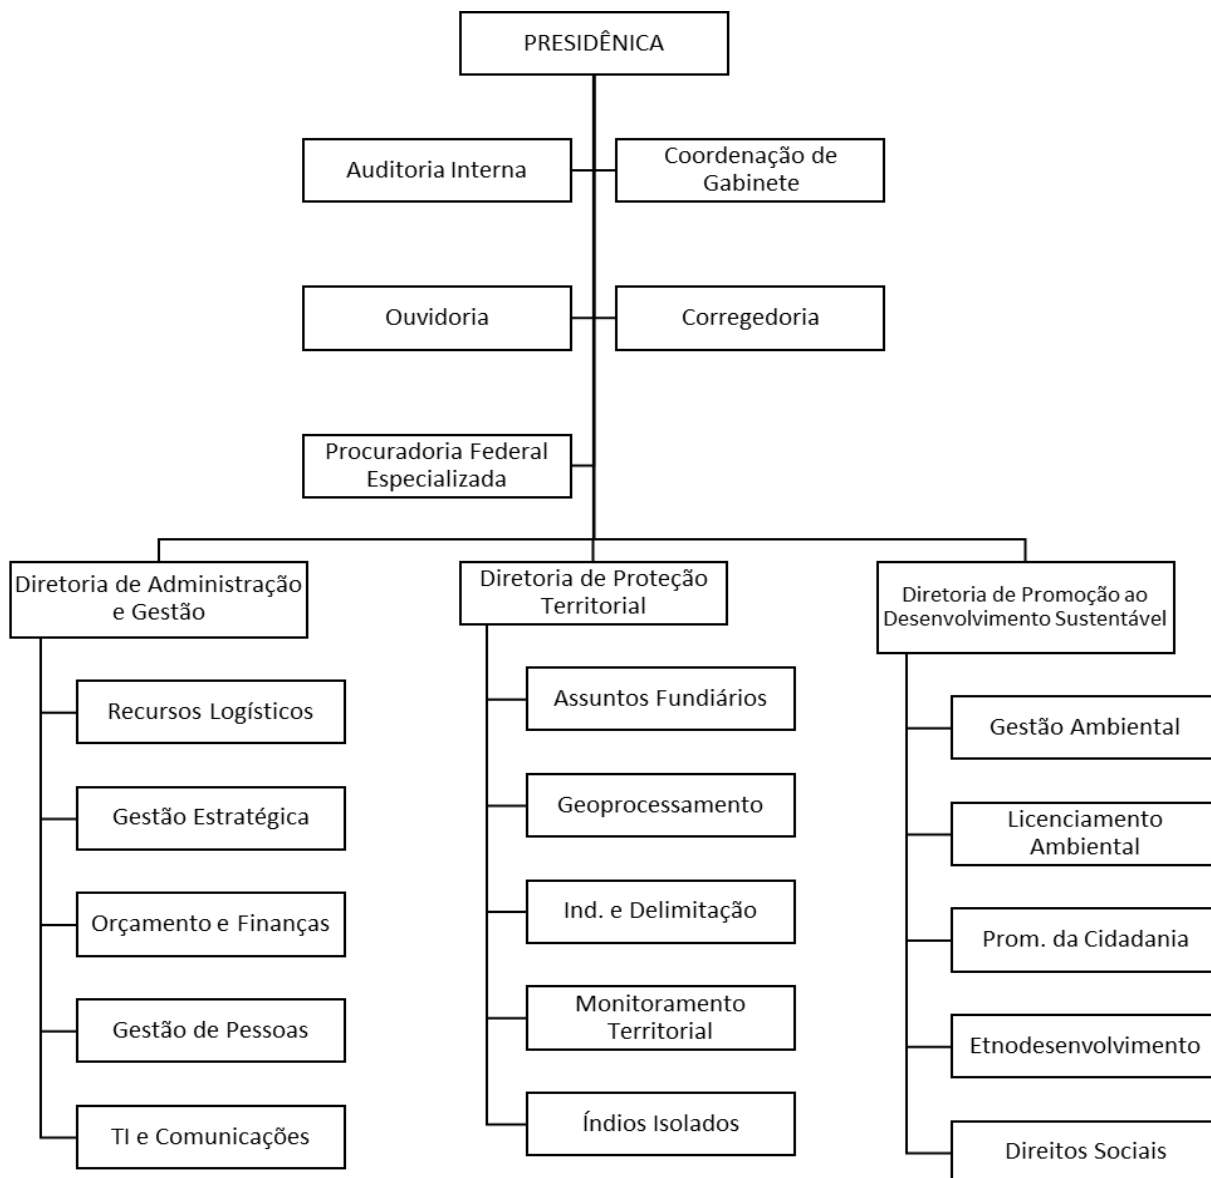 PRESIDÊNICA
Auditoria Interna
Coordenação de
Gabinete
Ouvidoria
Corregedoria
Procuradoria Federal
Especializada
Diretoria de Administração
e Gestão
Recursos Logísticos
Gestão Estratégica
Orçamento e Finanças
Gestão de Pessoas
TI e Comunicações
Diretoria de Proteção
Territorial
Assuntos Fundiários
Geoprocessamento
Ind. e Delimitação
Monitoramento
Territorial
Índios Isolados
Diretoria de Promoção ao
Desenvolvimento Sustentável
Gestão Ambiental
Licenciamento
Ambiental
Prom. da Cidadania
Etnodesenvolvimento
Direitos Sociais